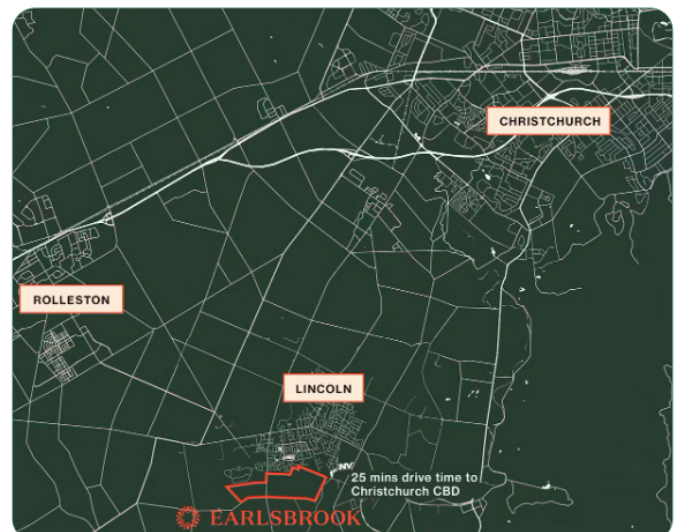 CHRISTCHURCH
ROLLESTON
LINCOLN
25 mins drive time to
Christchurch CBD
EARLSBROOK